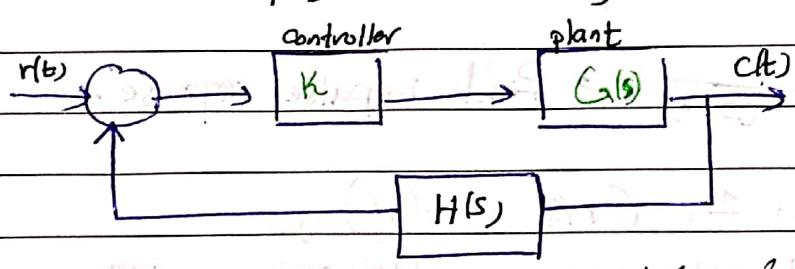 controller
plant
r(t)
K
G(s)
C(t)
H(s)